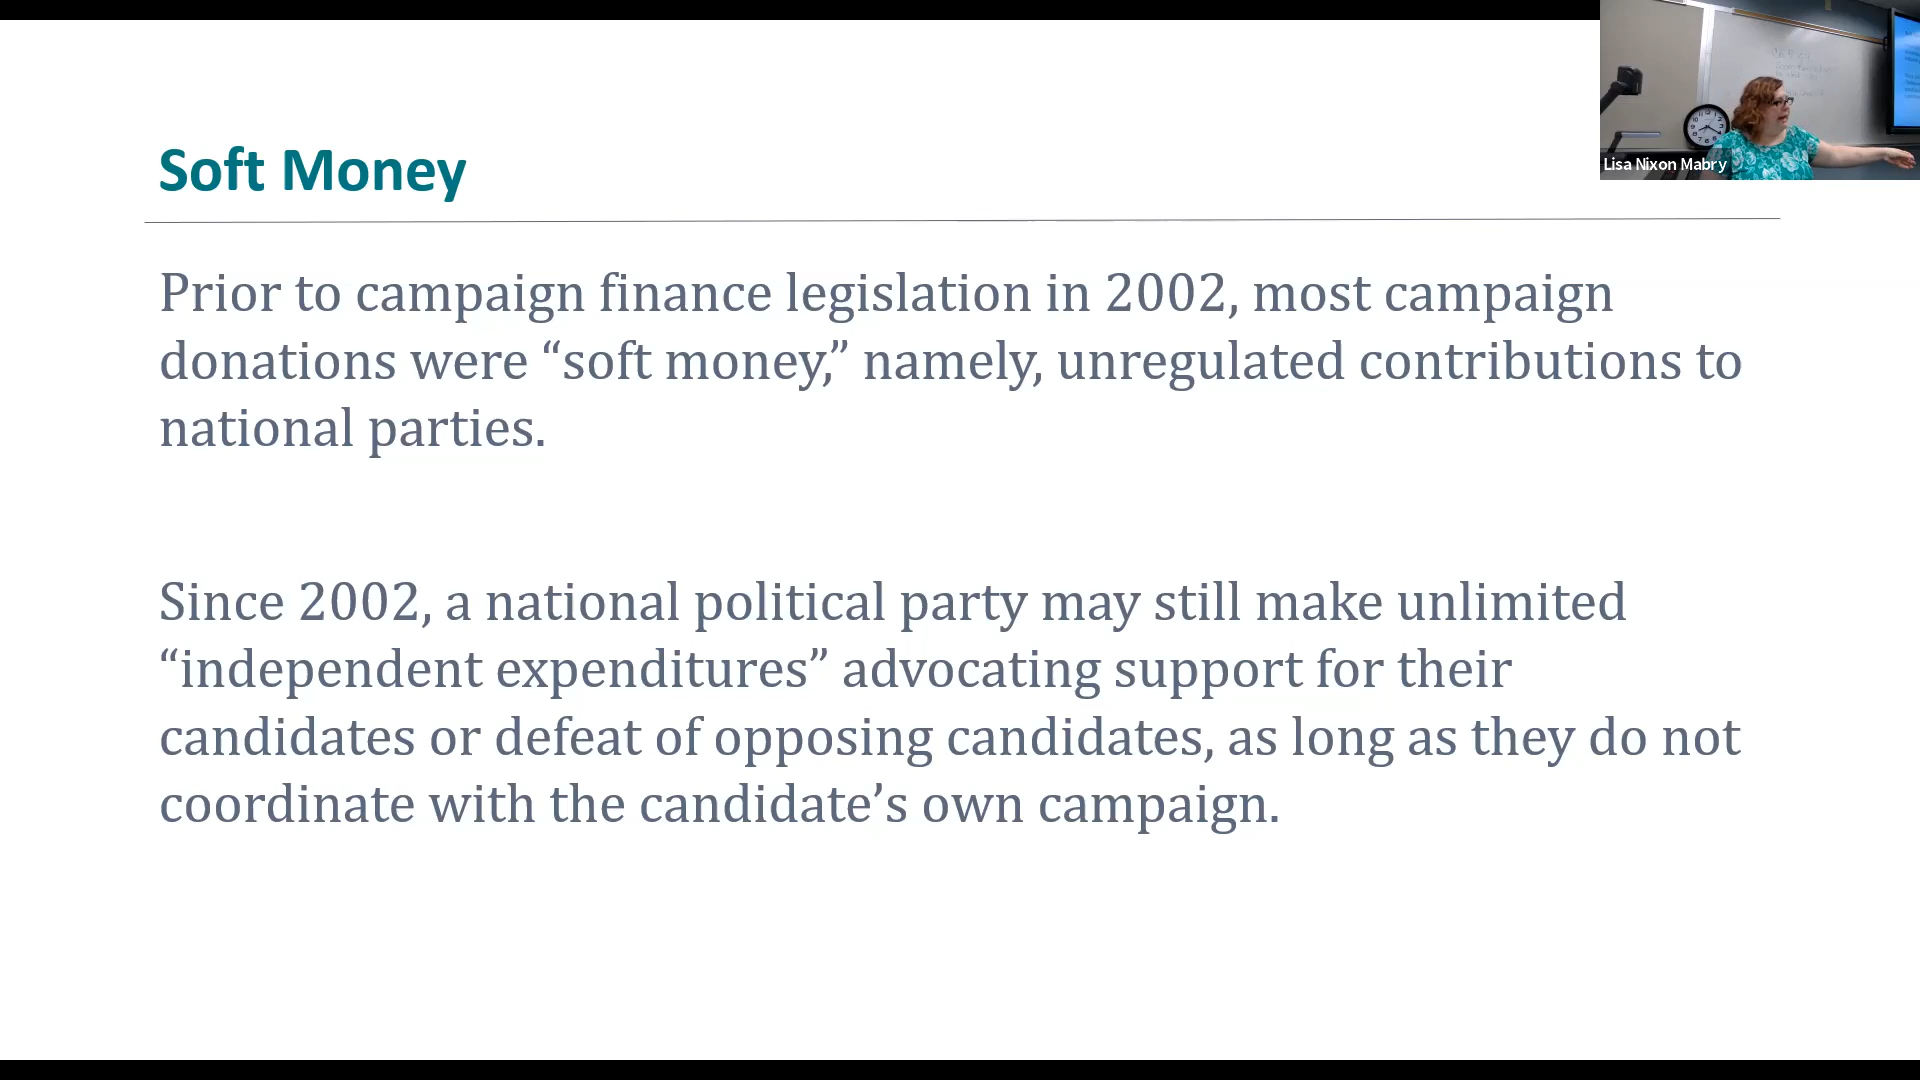 Soft Money
Prior to campaign finance legislation in 2002, most campaign
donations were “soft money,” namely, unregulated contributions to
national parties.
Since 2002, a national political party may still make unlimited
“independent expenditures” advocating support for their
candidates or defeat of opposing candidates, as long as they do not
coordinate with the candidate’s own campaign.
Lisa Nixon Mabry